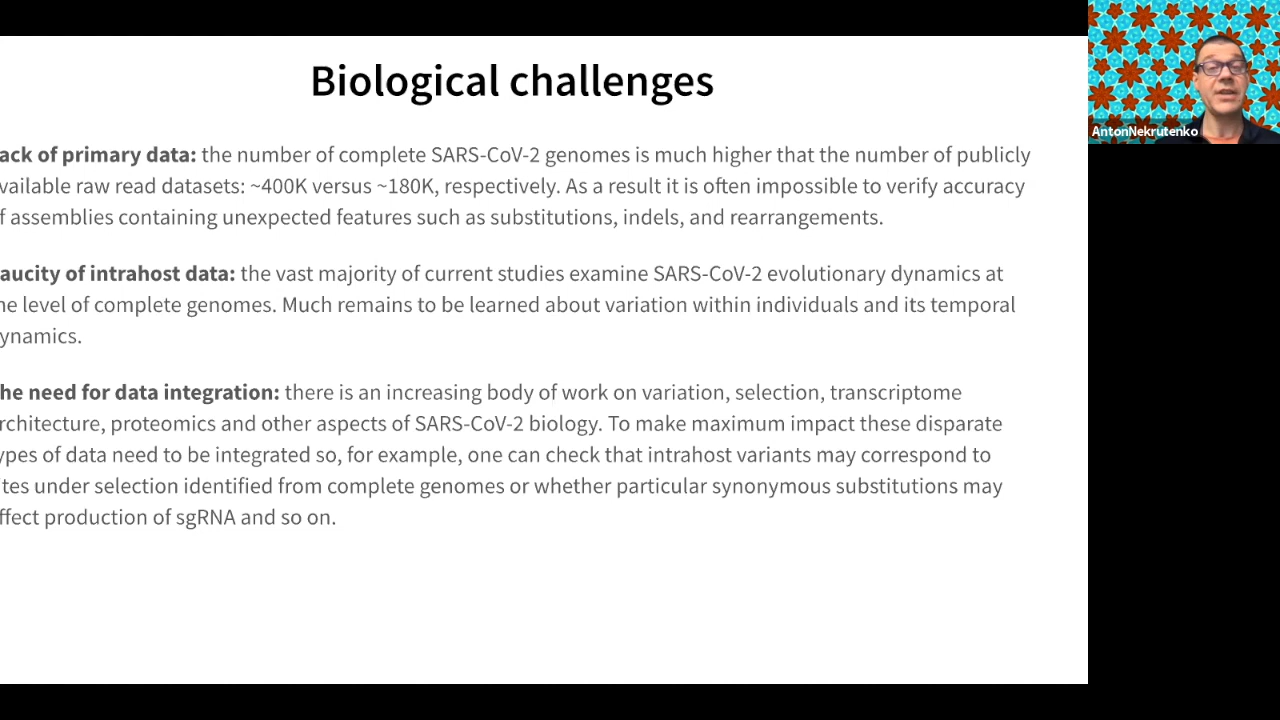 Biological challenges
AntonNekrutenko
ack of primary data: the number of complete SARS-CoV-2 genomes is much higher that the number of publicly
vailable raw read datasets: ~400K versus ~180K, respectively. As a result it is often impossible to verify accuracy
f assemblies containing unexpected features such as substitutions, indels, and rearrangements.
aucity of intrahost data: the vast majority of current studies examine SARS-CoV-2 evolutionary dynamics at
he level of complete genomes. Much remains to be learned about variation within individuals and its temporal
ynamics.
he need for data integration: there is an increasing body of work on variation, selection, transcriptome
rchitecture, proteomics and other aspects of SARS-CoV-2 biology. To make maximum impact these disparate
ypes of data need to be integrated so, for example, one can check that intrahost variants may correspond to
ites under selection identified from complete genomes or whether particular synonymous substitutions may
ffect production of sgRNA and so on.